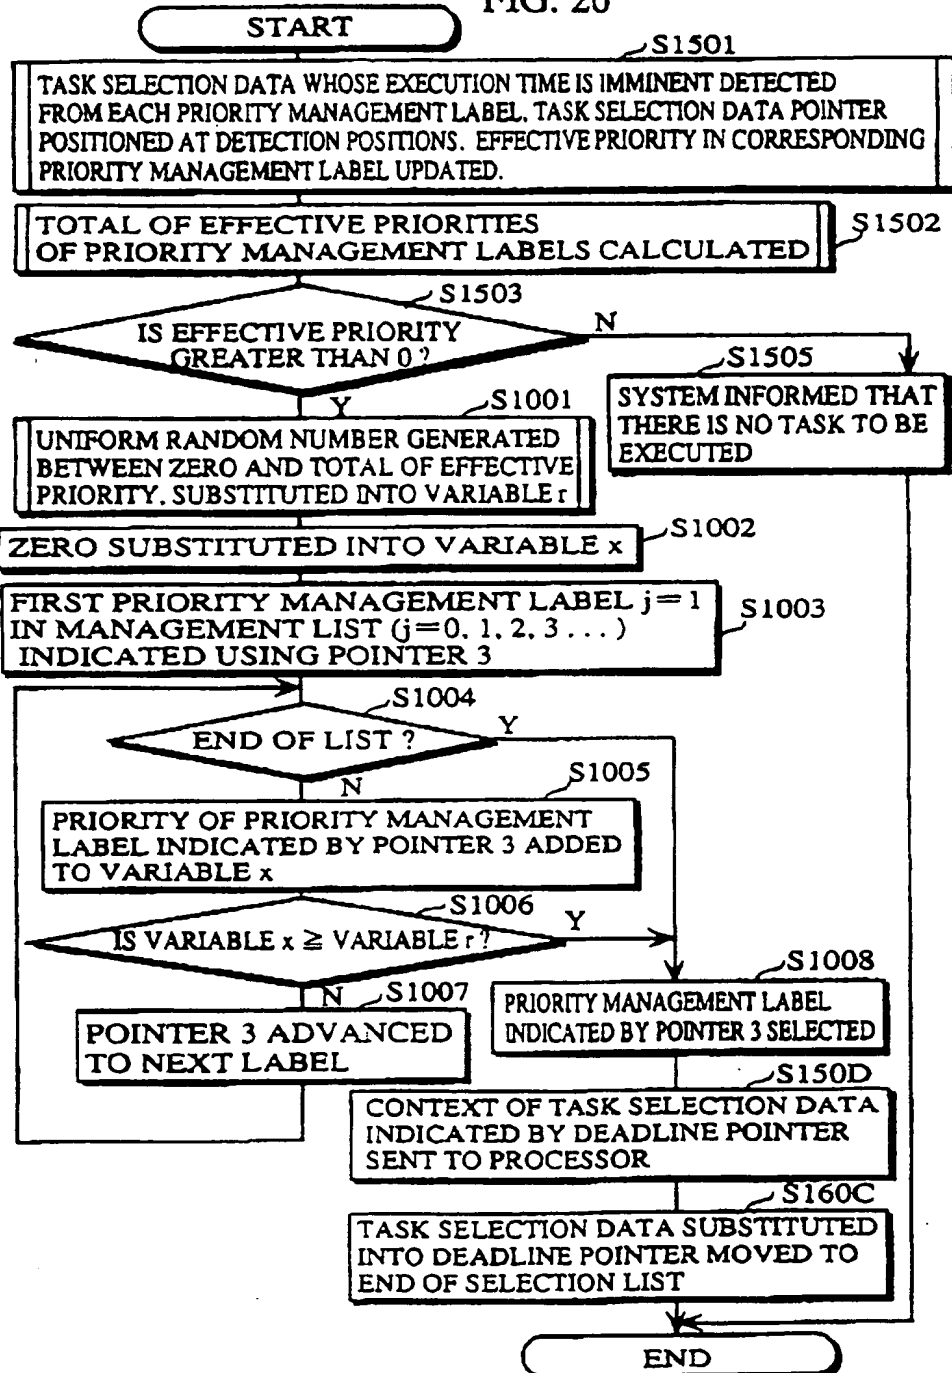 FIG. 26
START
S1501
TASK SELECTION DATA WHOSE EXECUTION TIME IS IMMINENT DETECTED
FROM EACH PRIORITY MANAGEMENT LABEL. TASK SELECTION DATA POINTER
POSITIONED AT DETECTION POSITIONS. EFFECTIVE PRIORITY IN CORRESPONDING
PRIORITY MANAGEMENT LABEL UPDATED.
TOTAL OF EFFECTIVE PRIORITIES
OF PRIORITY MANAGEMENT LABELS CALCULATED
S1502
S1503
IS EFFECTIVE PRIORITY
GREATER THAN 0 ?
N
Y
S1505
SYSTEM INFORMED THAT
THERE IS NO TASK TO BE
EXECUTED
S1001
UNIFORM RANDOM NUMBER GENERATED
BETWEEN ZERO AND TOTAL OF EFFECTIVE
PRIORITY. SUBSTITUTED INTO VARIABLE r
S1002
ZERO SUBSTITUTED INTO VARIABLE x
FIRST PRIORITY MANAGEMENT LABEL j=1
IN MANAGEMENT LIST (j=0, 1, 2, 3 . . . )
INDICATED USING POINTER 3
S1003
S1004
END OF LIST ?
Y
N
S1005
PRIORITY OF PRIORITY MANAGEMENT
LABEL INDICATED BY POINTER 3 ADDED
TO VARIABLE x
S1006
IS VARIABLE x ≧ VARIABLE r ?
Y
N
S1007
POINTER 3 ADVANCED
TO NEXT LABEL
S1008
PRIORITY MANAGEMENT LABEL
INDICATED BY POINTER 3 SELECTED
S150D
CONTEXT OF TASK SELECTION DATA
INDICATED BY DEADLINE POINTER
SENT TO PROCESSOR
S160C
TASK SELECTION DATA SUBSTITUTED
INTO DEADLINE POINTER MOVED TO
END OF SELECTION LIST
END